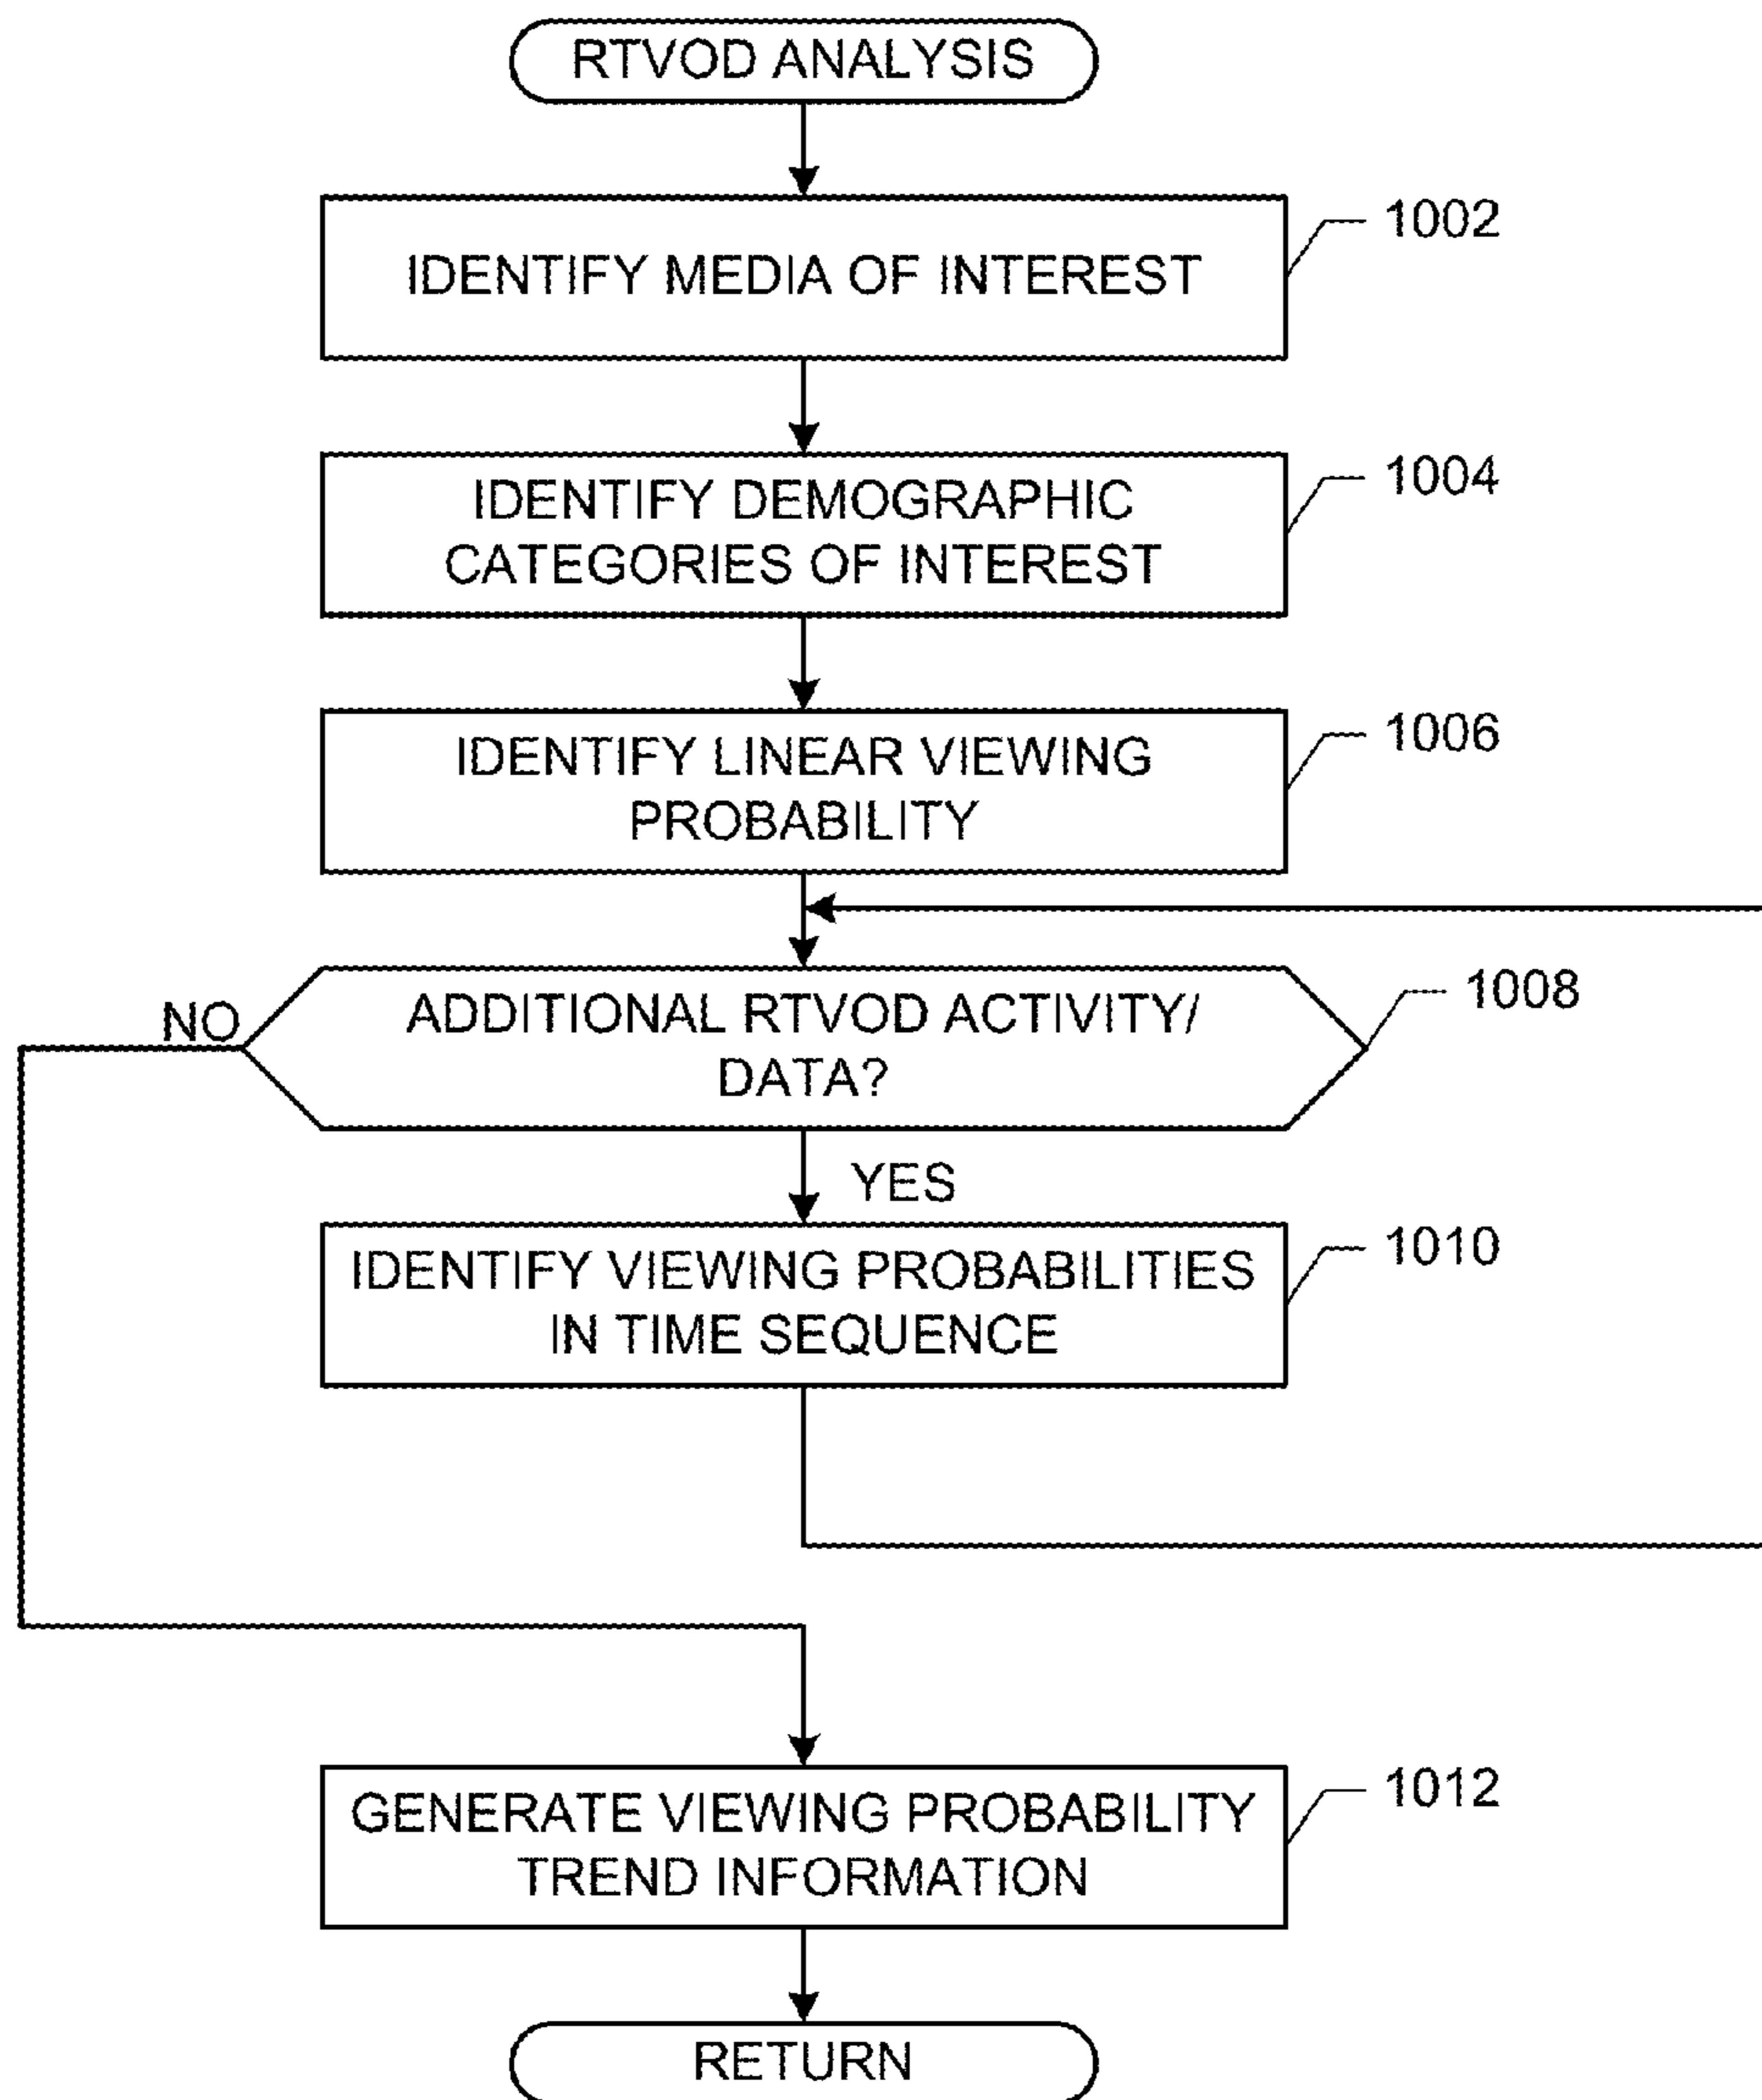 RTVOD ANALYSIS
IDENTIFY MEDIA OF INTEREST
1002
IDENTIFY DEMOGRAPHIC
CATEGORIES OF INTEREST
1004
IDENTIFY LINEAR VIEWING
PROBABILITY
1006
NO
ADDITIONAL RTVOD ACTIVITY/
DATA?
1008
YES
IDENTIFY VIEWING PROBABILITIES
IN TIME SEQUENCE
1010
GENERATE VIEWING PROBABILITY
TREND INFORMATION
1012
RETURN